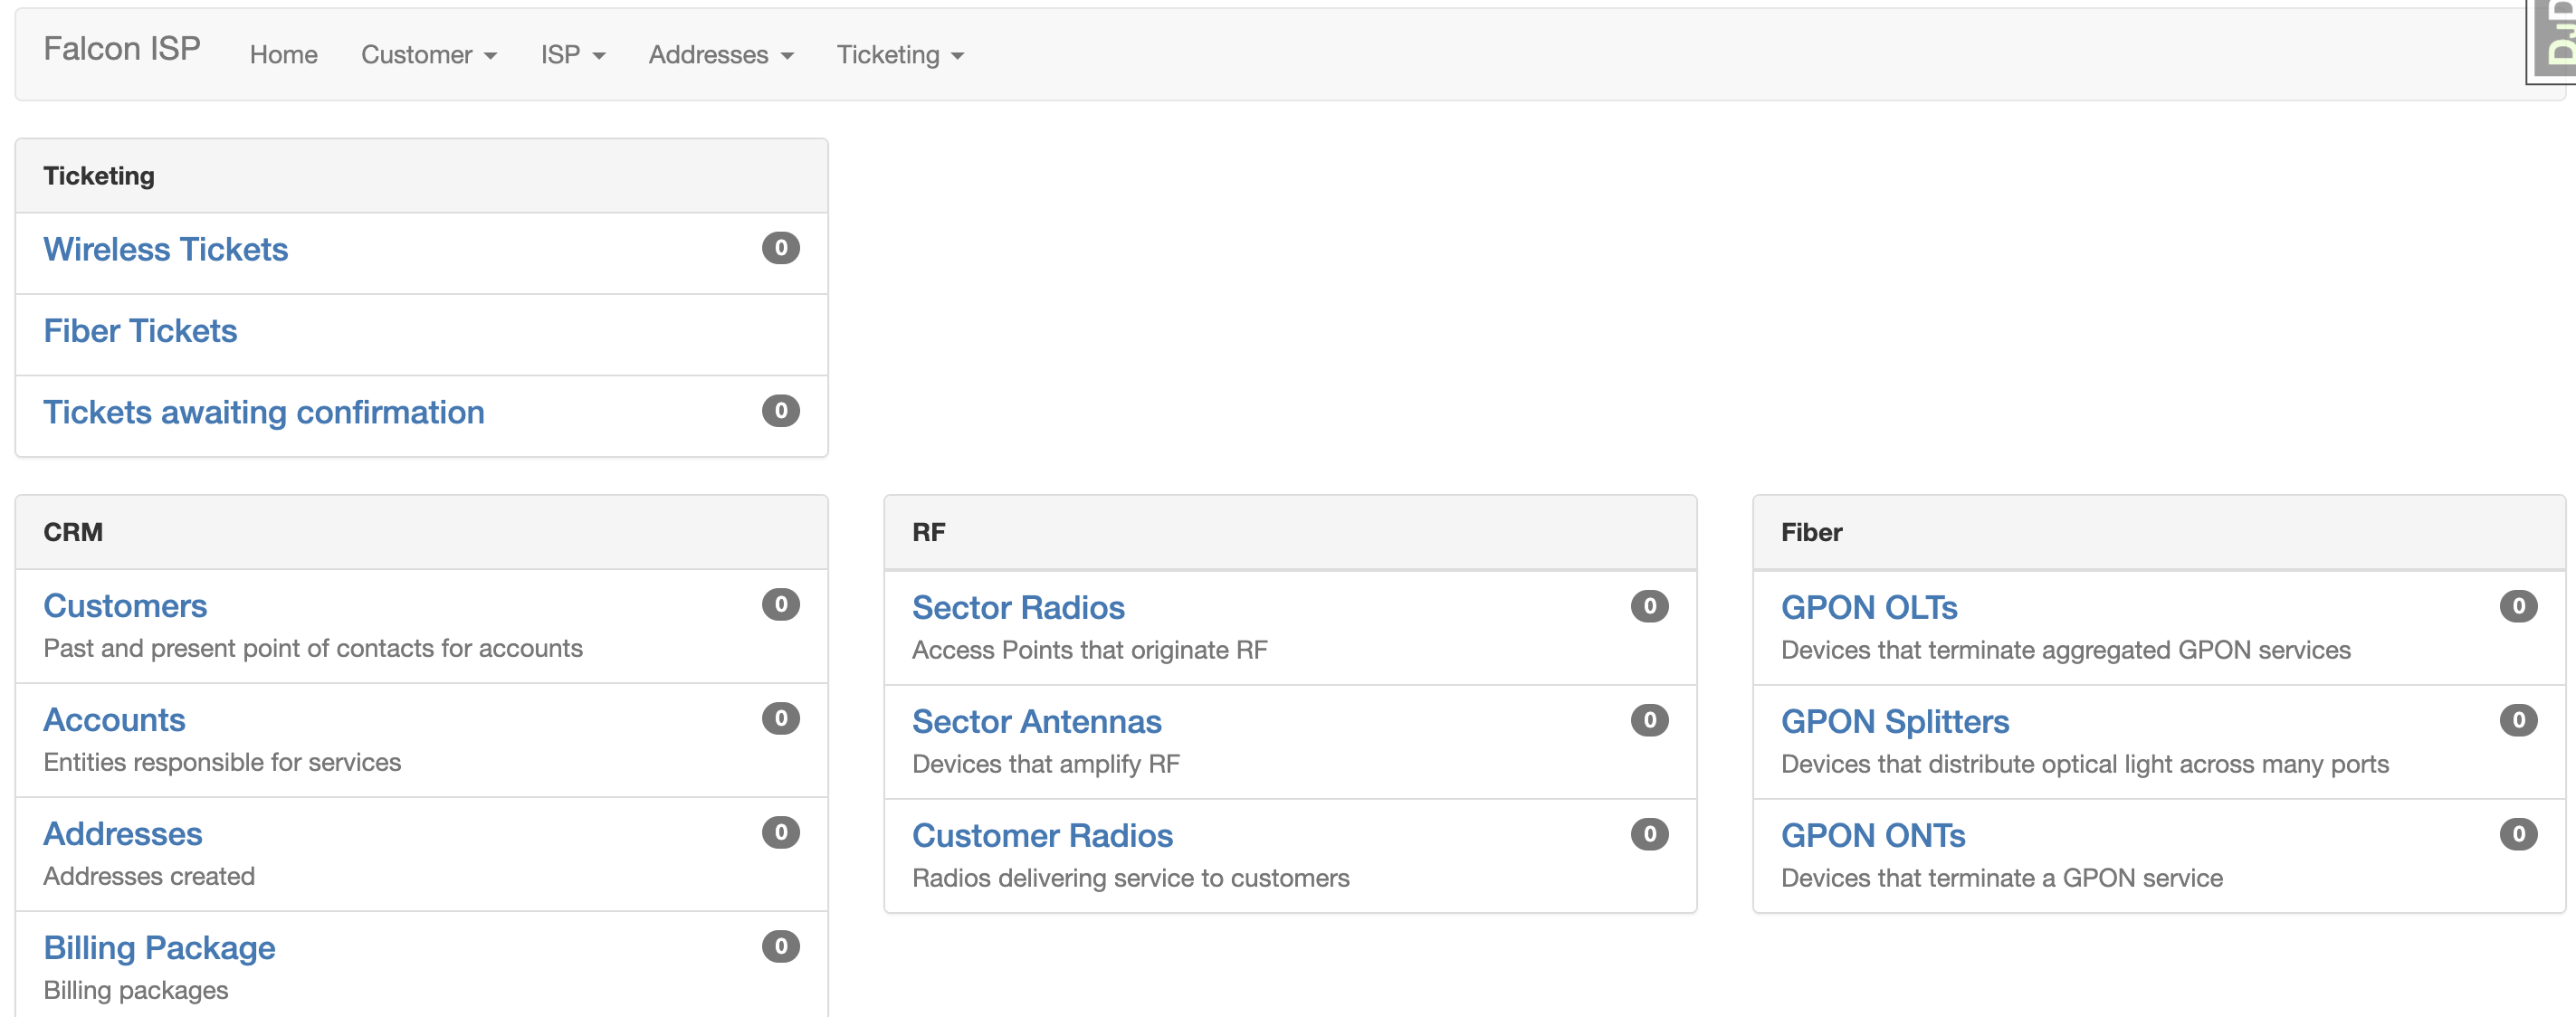 Falcon ISP Home Customer ISP Addresses Ticketing
Ticketing
Wireless Tickets 0
Fiber Tickets
Tickets awaiting confirmation 0
CRM
Customers 0
Past and present point of contacts for accounts
Accounts 0
Entities responsible for services
Addresses 0
Addresses created
Billing Package 0
Billing packages
RF
Sector Radios 0
Access Points that originate RF
Sector Antennas 0
Devices that amplify RF
Customer Radios 0
Radios delivering service to customers
Fiber
GPON OLTs 0
Devices that terminate aggregated GPON services
GPON Splitters 0
Devices that distribute optical light across many ports
GPON ONTs 0
Devices that terminate a GPON service